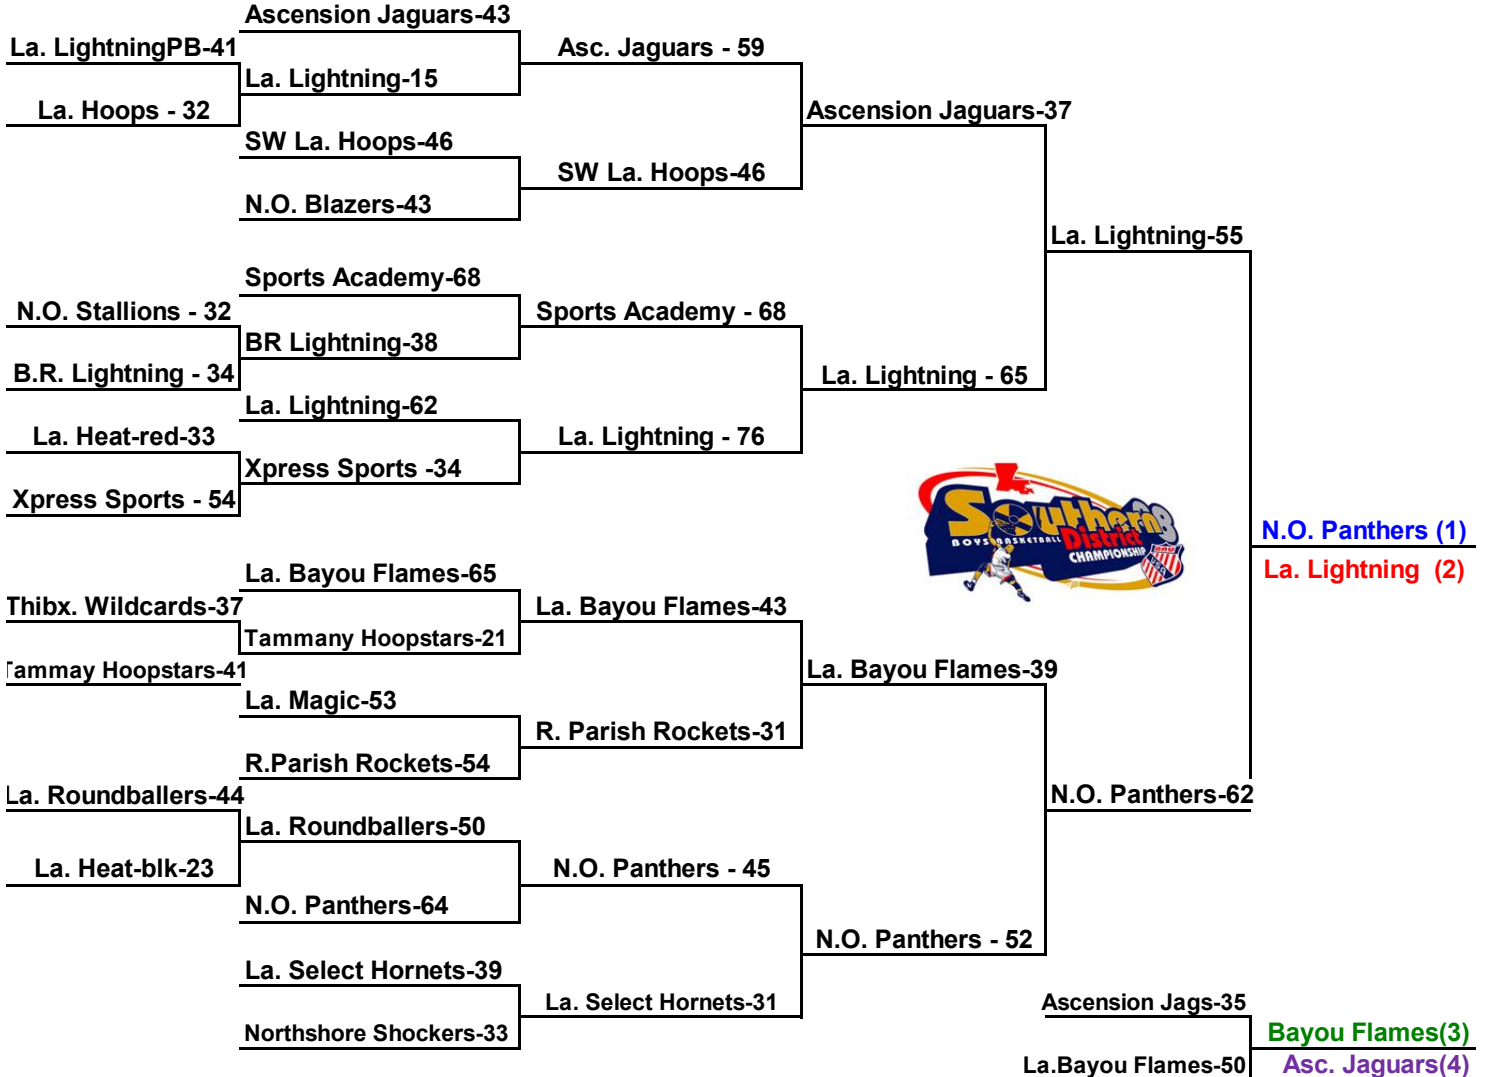 Ascension Jaguars-43
La. LightningPB-41
Asc. Jaguars - 59
La. Lightning-15
La. Hoops - 32
Ascension Jaguars-37
SW La. Hoops-46
SW La. Hoops-46
N.O. Blazers-43
La. Lightning-55
Sports Academy-68
N.O. Stallions - 32
Sports Academy - 68
BR Lightning-38
B.R. Lightning - 34
La. Lightning - 65
La. Lightning-62
La. Heat-red-33
La. Lightning - 76
Xpress Sports -34
Xpress Sports - 54
Southern 08
BOYS BASKETBALL
District
CHAMPIONSHIP
AAU
USA
N.O. Panthers (1)
La. Lightning (2)
La. Bayou Flames-65
Thibx. Wildcards-37
La. Bayou Flames-43
Tammany Hoopstars-21
Tammay Hoopstars-41
La. Bayou Flames-39
La. Magic-53
R. Parish Rockets-31
R.Parish Rockets-54
La. Roundballers-44
N.O. Panthers-62
La. Roundballers-50
La. Heat-blk-23
N.O. Panthers - 45
N.O. Panthers-64
N.O. Panthers - 52
La. Select Hornets-39
La. Select Hornets-31
Ascension Jags-35
Northshore Shockers-33
Bayou Flames(3)
La.Bayou Flames-50
Asc. Jaguars(4)